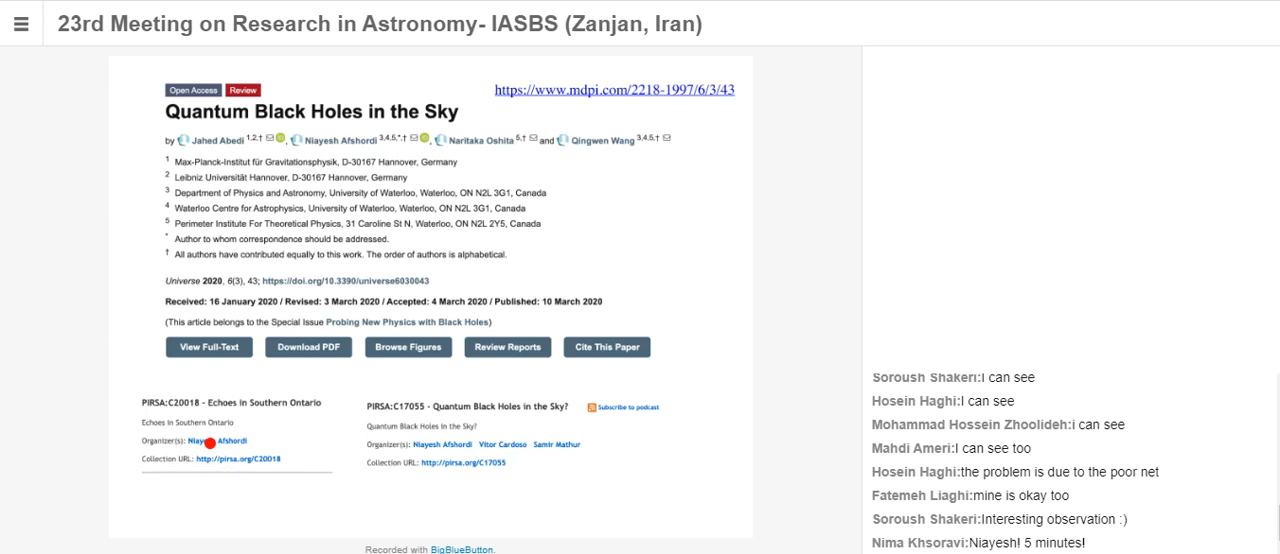 23rd Meeting on Research in Astronomy- IASBS (Zanjan, Iran)
Open Access Review
https://www.mdpi.com/2218-1997/6/3/43
Quantum Black Holes in the Sky
by Jahed Abedi 1,2,†, Niayesh Afshordi 3,4,5,*,†, Naritaka Oshita 5,† and Qingwen Wang 3,4,5,†
1 Max-Planck-Institut für Gravitationsphysik, D-30167 Hannover, Germany
2 Leibniz Universität Hannover, D-30167 Hannover, Germany
3 Department of Physics and Astronomy, University of Waterloo, Waterloo, ON N2L 3G1, Canada
4 Waterloo Centre for Astrophysics, University of Waterloo, Waterloo, ON N2L 3G1, Canada
5 Perimeter Institute For Theoretical Physics, 31 Caroline St N, Waterloo, ON N2L 2Y5, Canada
* Author to whom correspondence should be addressed.
† All authors have contributed equally to this work. The order of authors is alphabetical.
Universe 2020, 6(3), 43; https://doi.org/10.3390/universe6030043
Received: 16 January 2020 / Revised: 3 March 2020 / Accepted: 4 March 2020 / Published: 10 March 2020
(This article belongs to the Special Issue Probing New Physics with Black Holes)
View Full-Text Download PDF Browse Figures Review Reports Cite This Paper
PIRSA:C20018 - Echoes in Southern Ontario
Echoes in Southern Ontario
Organizer(s): Afshordi
Collection URL: http://pirsa.org/C20018
PIRSA:C17055 - Quantum Black Holes in the Sky? Subscribe to podcast
Quantum Black Holes in the Sky?
Organizer(s): Niayesh Afshordi Vitor Cardoso Samir Mathur
Collection URL: http://pirsa.org/C17055
Recorded with BigBlueButton.
Soroush Shakeri:I can see
Hosein Haghi:I can see
Mohammad Hossein Zhoolideh:i can see
Mahdi Ameri:I can see too
Hosein Haghi:the problem is due to the poor net
Fatemeh Liaghi:mine is okay too
Soroush Shakeri:Interesting observation :)
Nima Khsoravi:Niayesh! 5 minutes!